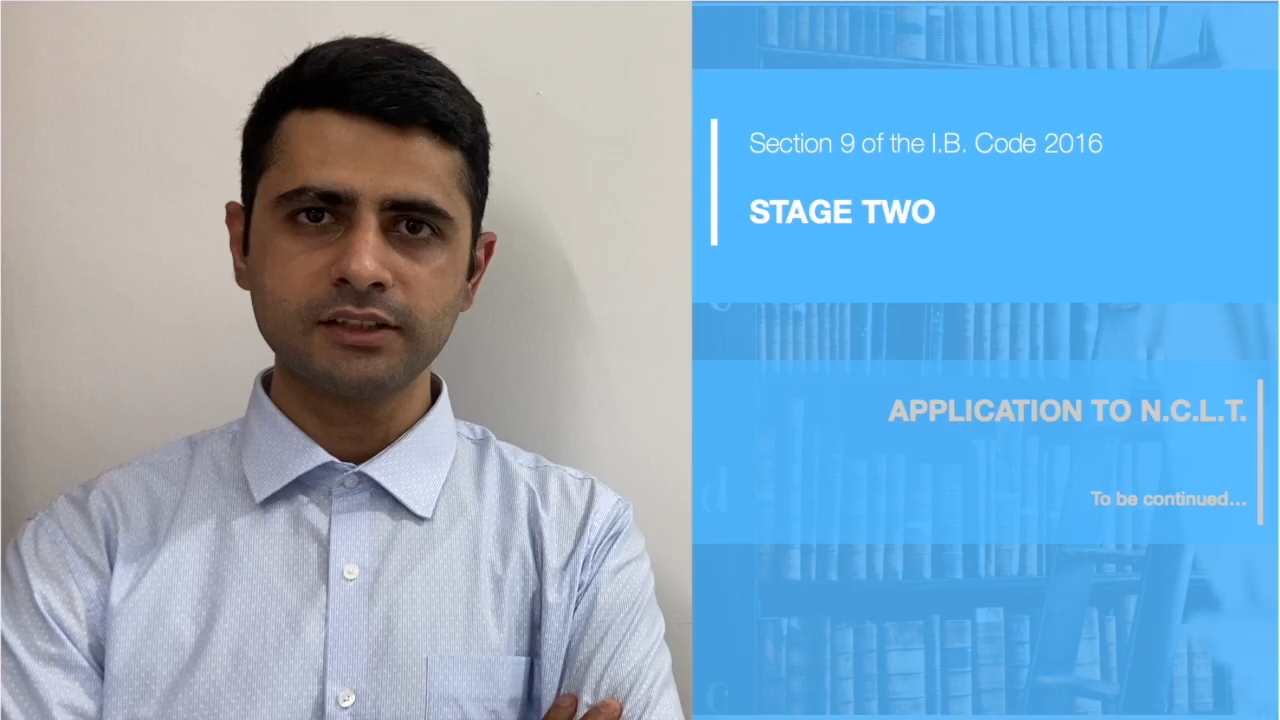 Section 9 of the I.B. Code 2016
STAGE TWO
APPLICATION TO N.C.L.T.
To be continued...